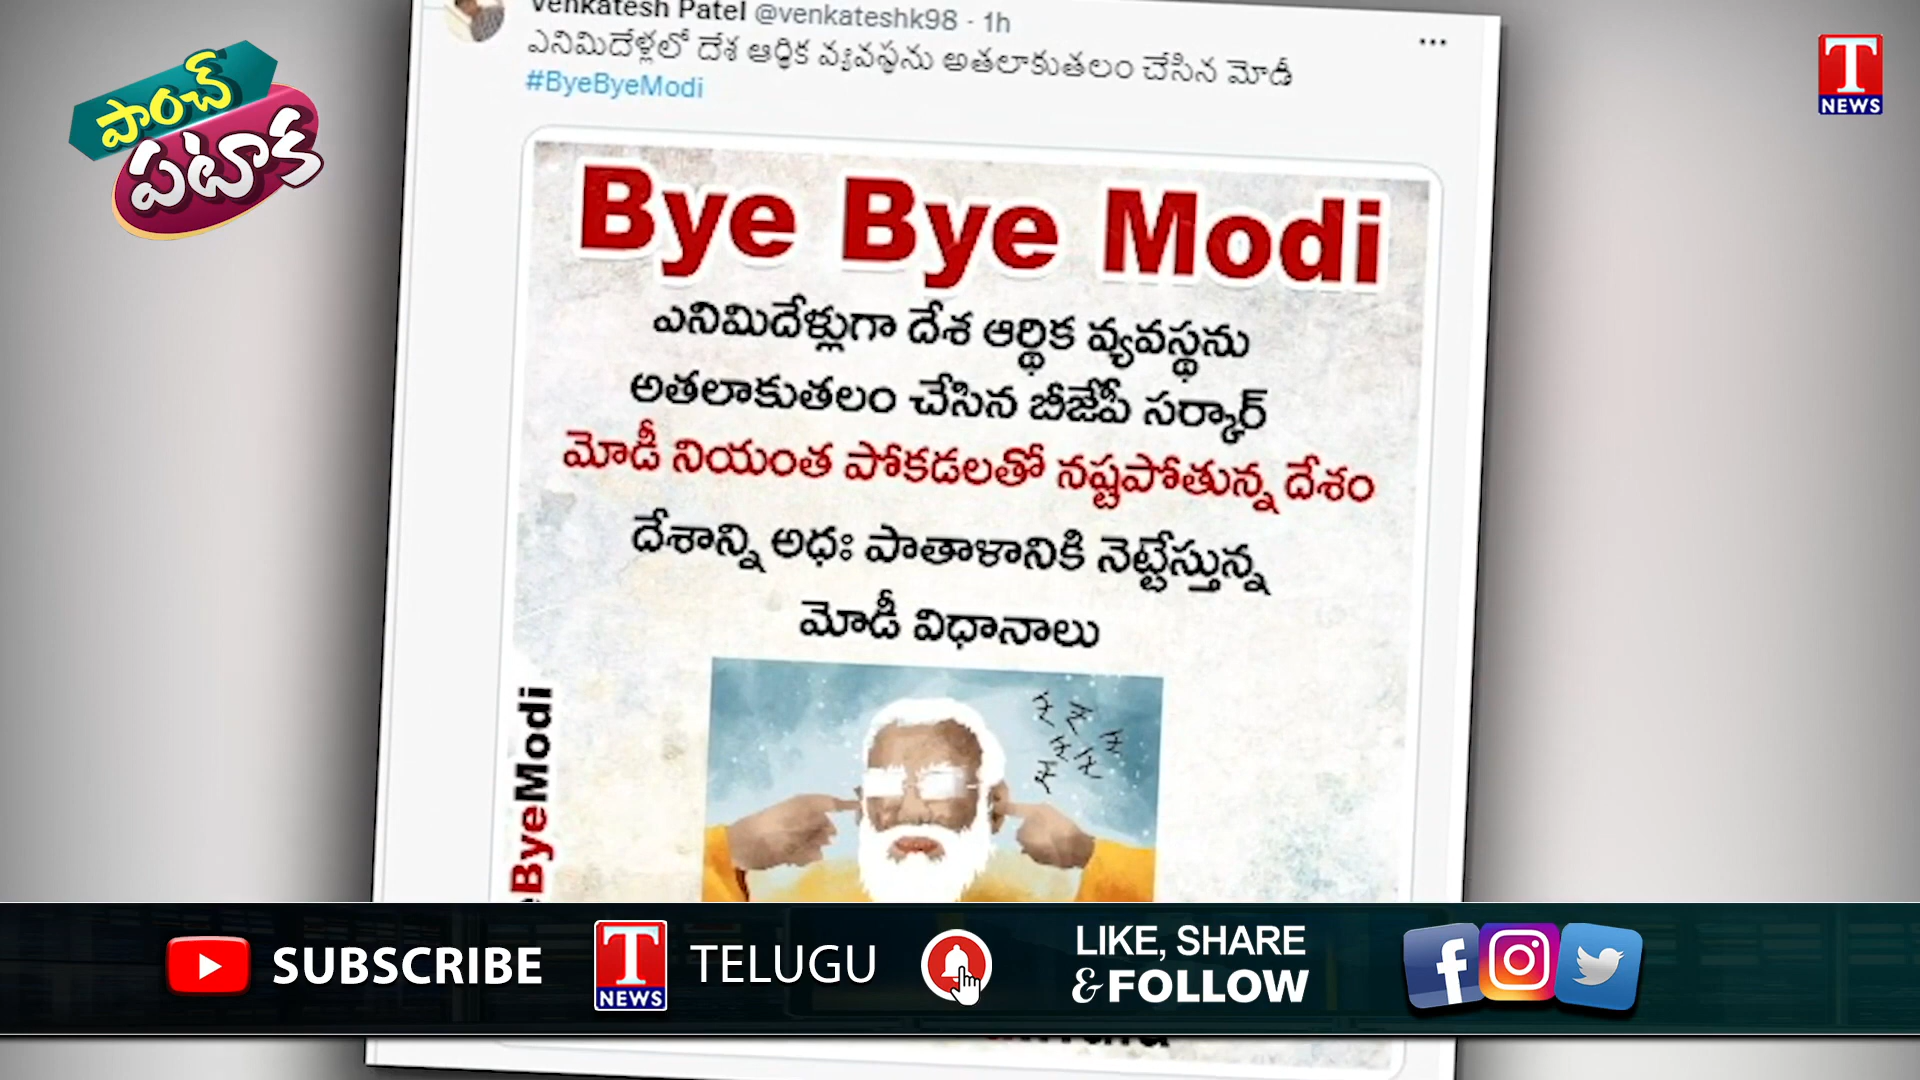 Venkatesh Patel @venkateshk98 · 1h
ఎనిమిదేళ్లలో దేశ ఆర్ధిక వ్యవస్థను అతలాకుతలం చేసిన మోడీ
#ByeByeModi
పాంచ్
పటాకా
T
NEWS
Bye Bye Modi
ఎనిమిదేళ్లుగా దేశ ఆర్థిక వ్యవస్థను
అతలాకుతలం చేసిన బీజేపీ సర్కార్
మోడీ నియంత పోకడలతో నష్టపోతున్న దేశం
దేశాన్ని అధః పాతాళానికి నెట్టేస్తున్న
మోడీ విధానాలు
ByeModi
SUBSCRIBE
T
NEWS
TELUGU
LIKE, SHARE
& FOLLOW